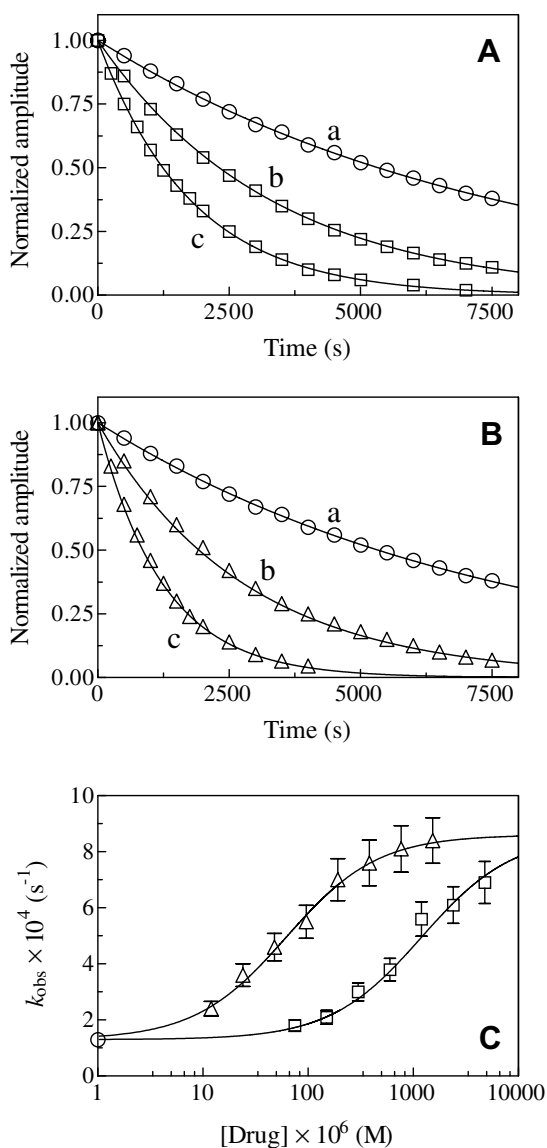 A
1.00
0.75
0.50
0.25
0.00
Normalized amplitude
a
b
c
0 2500 5000 7500
Time (s)
B
1.00
0.75
0.50
0.25
0.00
Normalized amplitude
a
b
c
0 2500 5000 7500
Time (s)
10
8
6
4
2
0
k_obs × 10^4 (s^-1)
C
1 10 100 1000 10000
[Drug] × 10^6 (M)